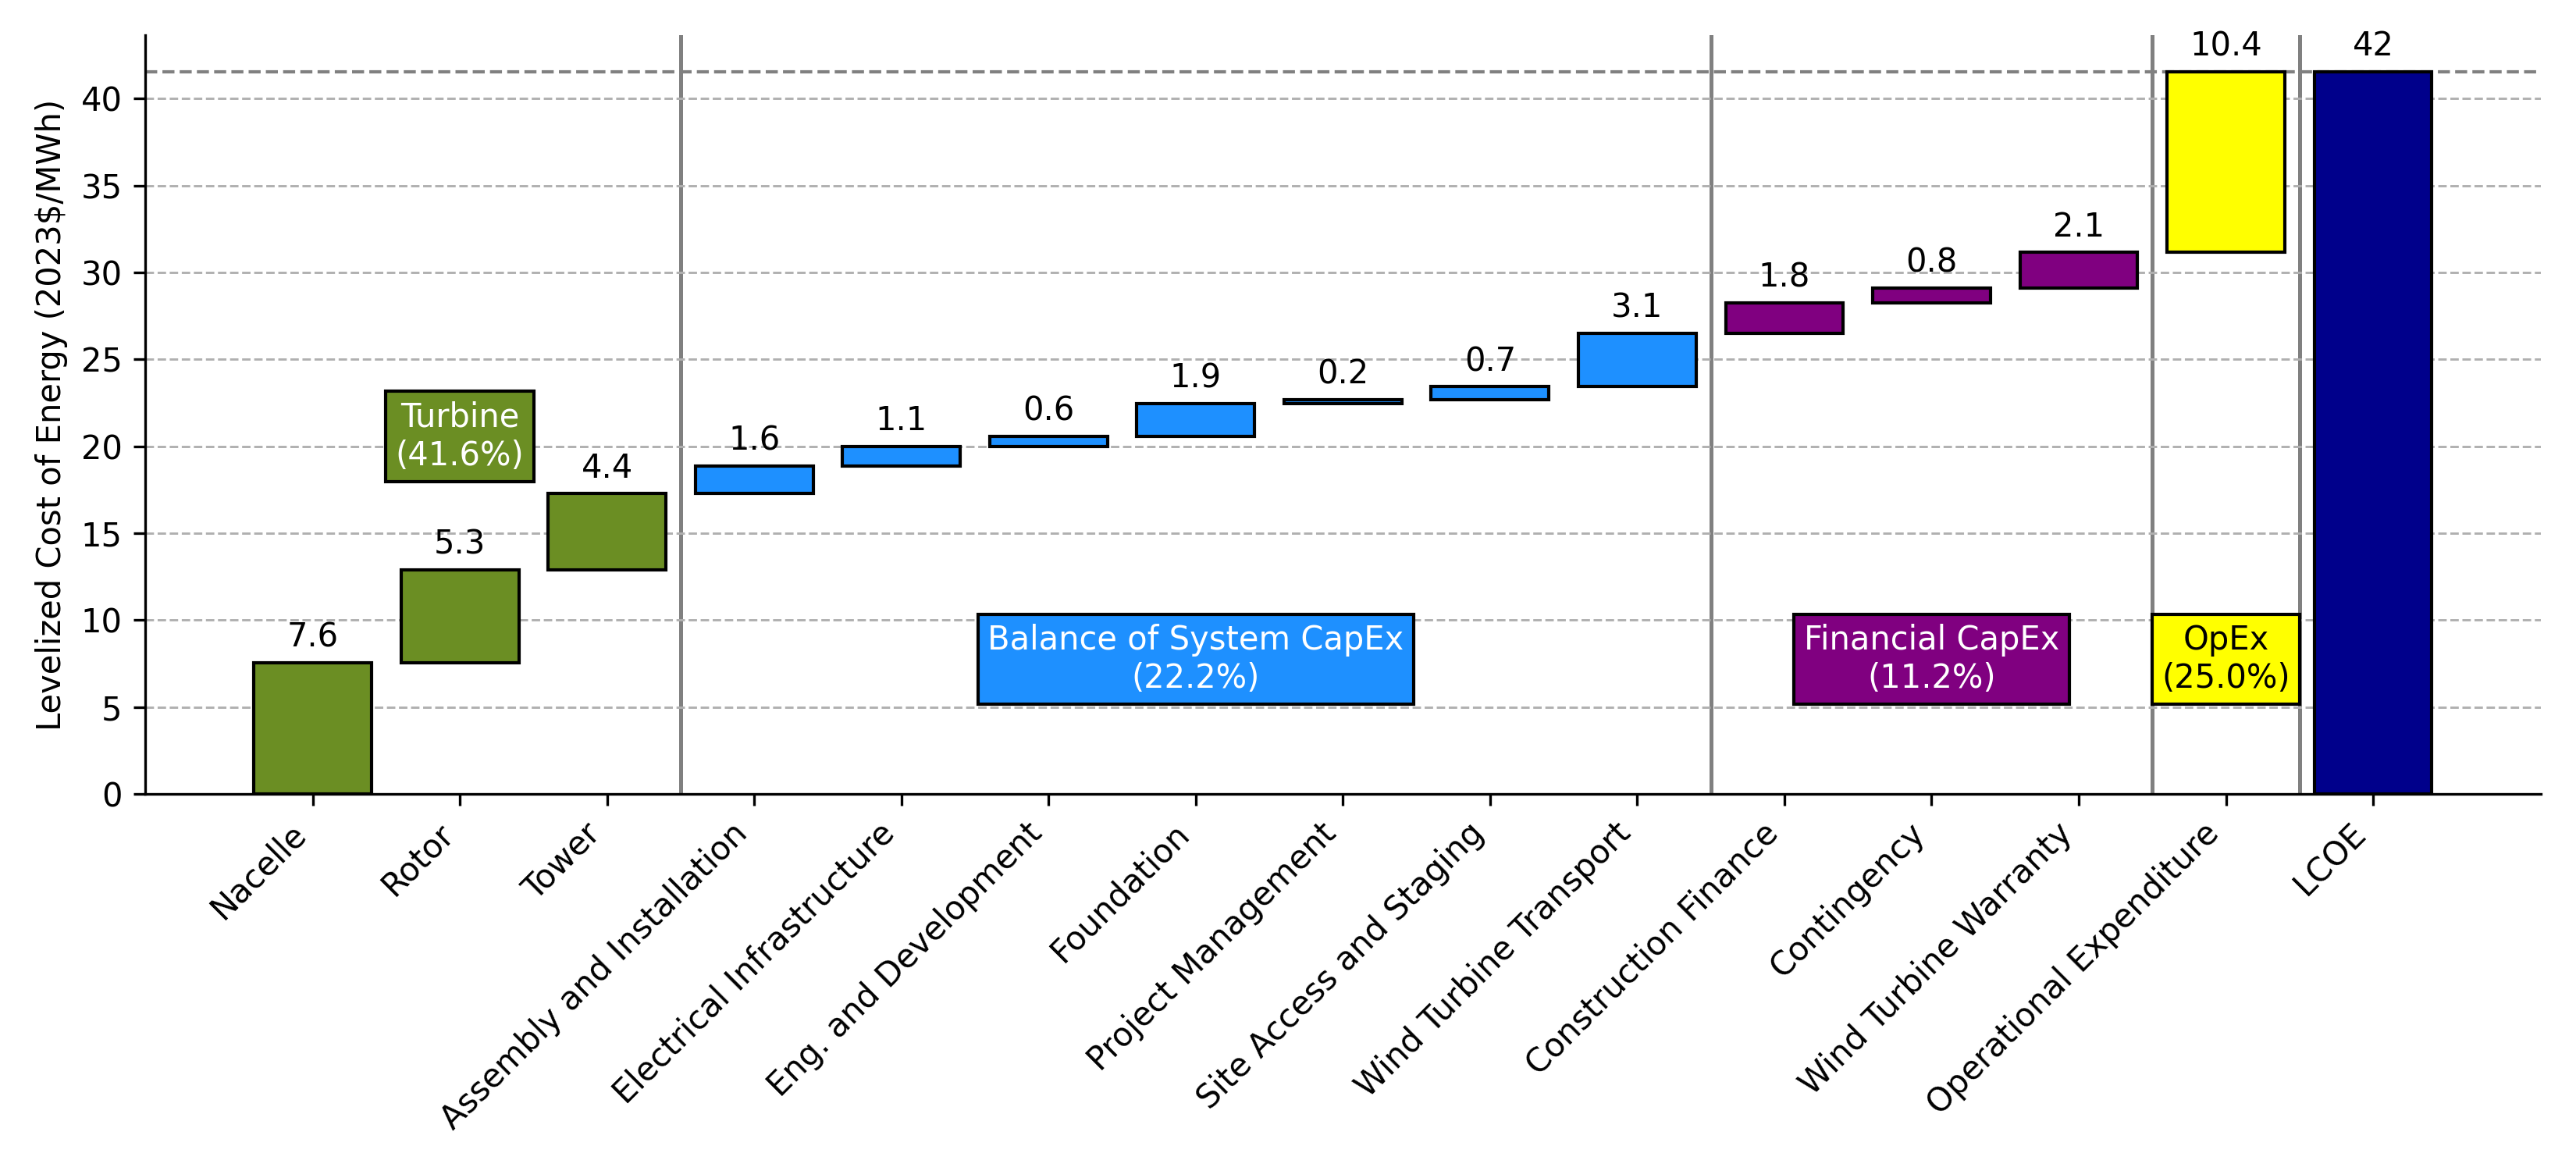 Levelized Cost of Energy (2023$/MWh)
40
35
30
25
20
15
10
5
0
7.6
5.3
4.4
1.6
1.1
0.6
1.9
0.2
0.7
3.1
1.8
0.8
2.1
10.4
42
Turbine
(41.6%)
Balance of System CapEx
(22.2%)
Financial CapEx
(11.2%)
OpEx
(25.0%)
Nacelle
Rotor
Tower
Assembly and Installation
Electrical Infrastructure
Eng. and Development
Foundation
Project Management
Site Access and Staging
Wind Turbine Transport
Construction Finance
Contingency
Wind Turbine Warranty
Operational Expenditure
LCOE